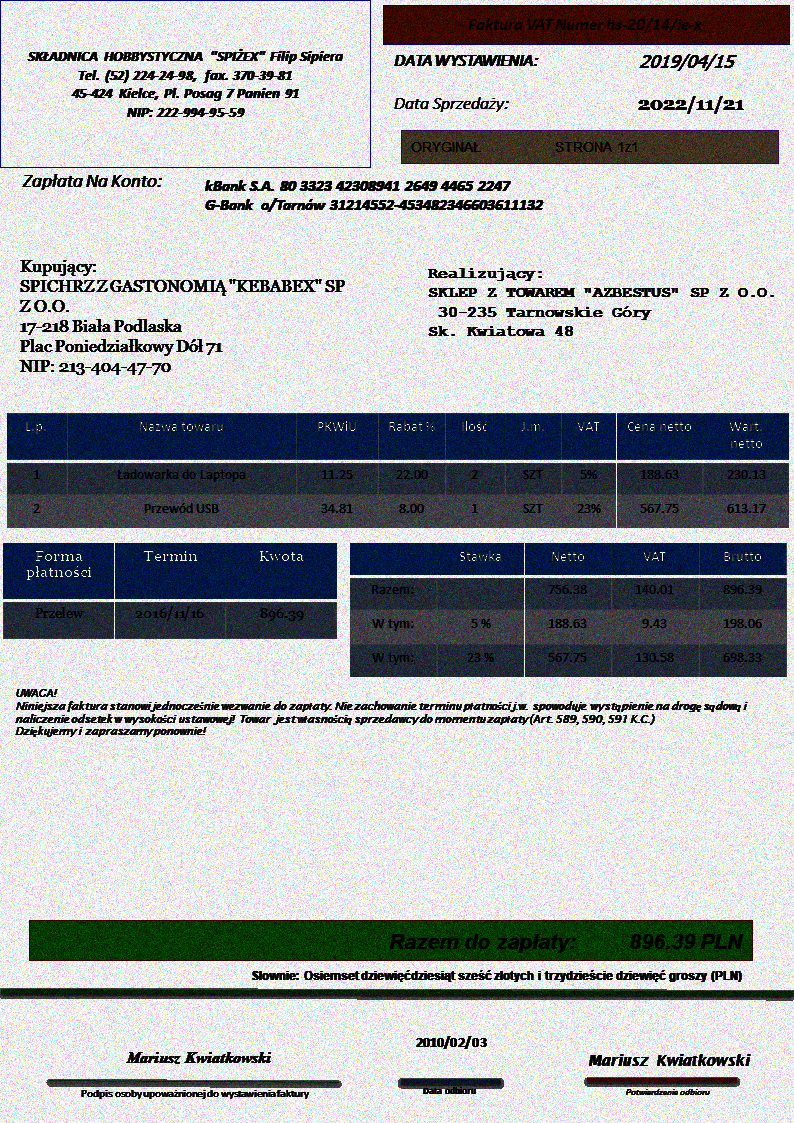 Faktura VAT Numer hs-20/14/ie-x
SKŁADNICA HOBBYSTYCZNA "SPIŻEX" Filip Sipiera
Tel. (52) 224-24-98, fax. 370-39-81
45-424 Kielce, Pl. Posag 7 Panien 91
NIP: 222-994-95-59
DATA WYSTAWIENIA: 2019/04/15
Data Sprzedaży: 2022/11/21
ORYGINAŁ STRONA 1z1
Zapłata Na Konto:
kBank S.A. 80 3323 42308941 2649 4465 2247
G-Bank o/Tarnów 31214552-453482346603611132
Kupujący:
SPICHRZ Z GASTONOMIĄ "KEBABEX" SP
Z O.O.
17-218 Biała Podlaska
Plac Poniedziałkowy Dół 71
NIP: 213-404-47-70
Realizujący:
SKLEP Z TOWAREM "AZBESTUS" SP Z O.O.
30-235 Tarnowskie Góry
Sk. Kwiatowa 48
L.p. Nazwa towaru PKWiU Rabat % Ilość J.m. VAT Cena netto Wart. netto
1 Ładowarka do Laptopa 11.25 22.00 2 SZT 5% 188.63 230.13
2 Przewód USB 34.81 8.00 1 SZT 23% 567.75 613.17
Forma płatności Termin Kwota
Przelew 2016/11/16 896.39
Stawka Netto VAT Brutto
Razem: 756.38 140.01 896.39
W tym: 5 % 188.63 9.43 198.06
W tym: 23 % 567.75 130.58 698.33
UWAGA!
Niniejsza faktura stanowi jednocześnie wezwanie do zapłaty. Nie zachowanie terminu płatności j.w. spowoduje wystąpienie na drogę sądową i
naliczenie odsetek w wysokości ustawowej! Towar jest własnością sprzedawcy do momentu zapłaty (Art. 589, 590, 591 K.C.)
Dziękujemy i zapraszamy ponownie!
Razem do zapłaty: 896.39 PLN
Słownie: Osiemset dziewięćdziesiąt sześć złotych i trzydzieście dziewięć groszy (PLN)
2010/02/03
Mariusz Kwiatkowski
Mariusz Kwiatkowski
Podpis osoby upoważnionej do wystawienia faktury
Data odbioru
Potwierdzenie odbioru